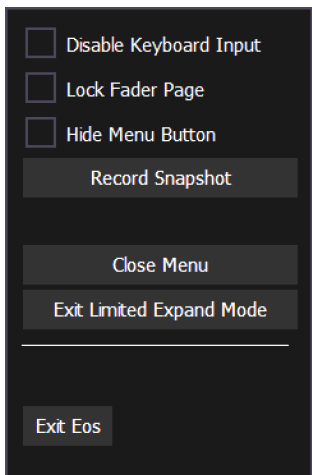 Disable Keyboard Input
Lock Fader Page
Hide Menu Button
Record Snapshot
Close Menu
Exit Limited Expand Mode
Exit Eos